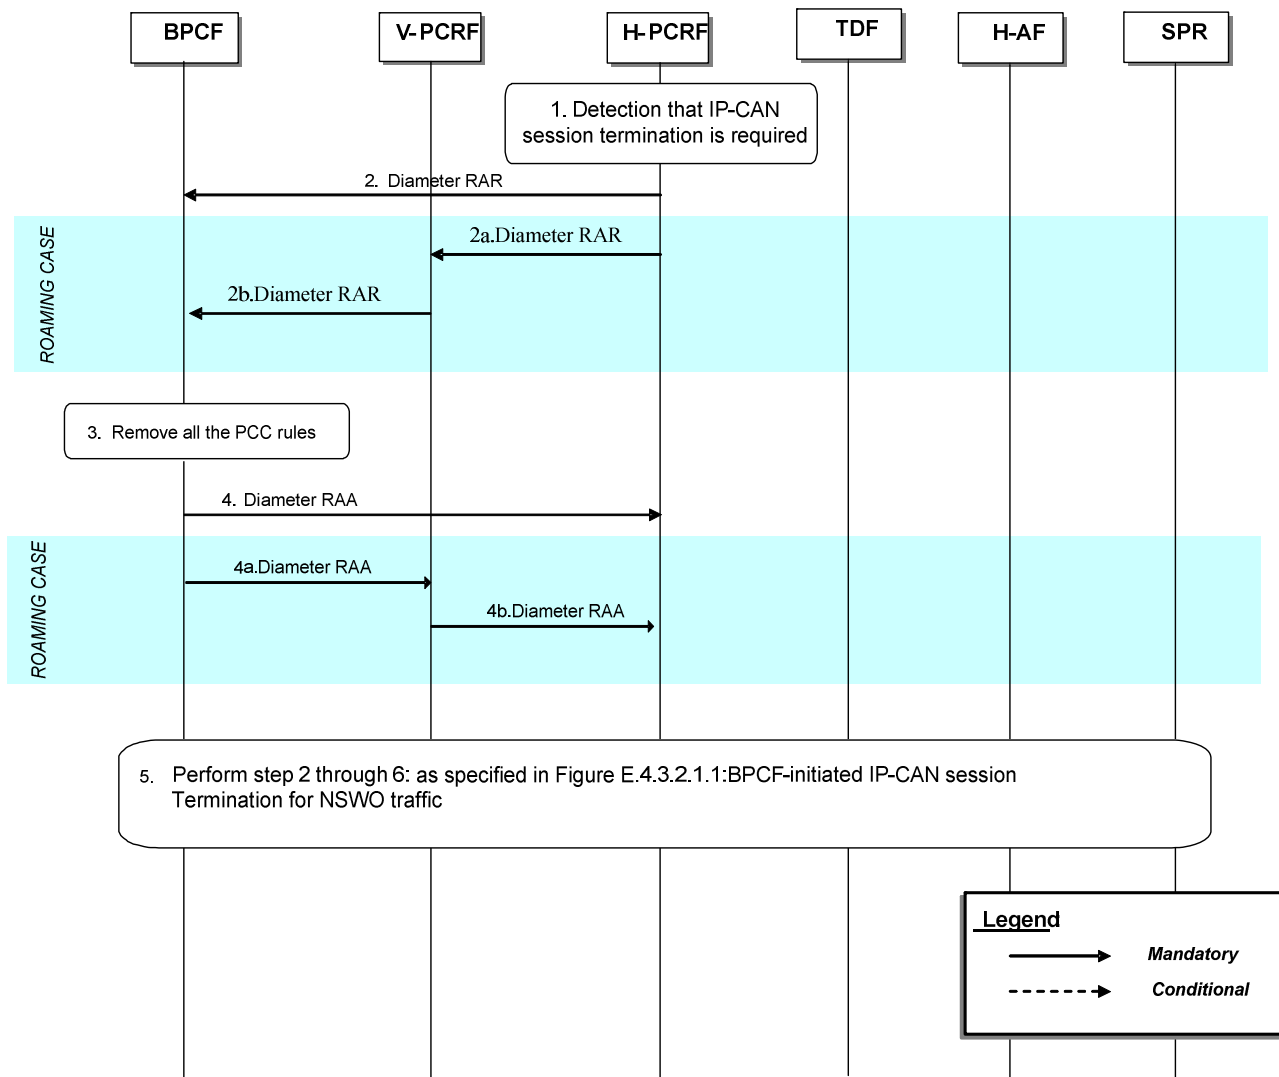 BPCF
V-PCRF
H-PCRF
TDF
H-AF
SPR
1. Detection that IP-CAN
session termination is required
2. Diameter RAR
ROAMING CASE
2a.Diameter RAR
2b.Diameter RAR
3. Remove all the PCC rules
4. Diameter RAA
ROAMING CASE
4a.Diameter RAA
4b.Diameter RAA
5. Perform step 2 through 6: as specified in Figure E.4.3.2.1.1:BPCF-initiated IP-CAN session
Termination for NSWO traffic
Legend
Mandatory
Conditional